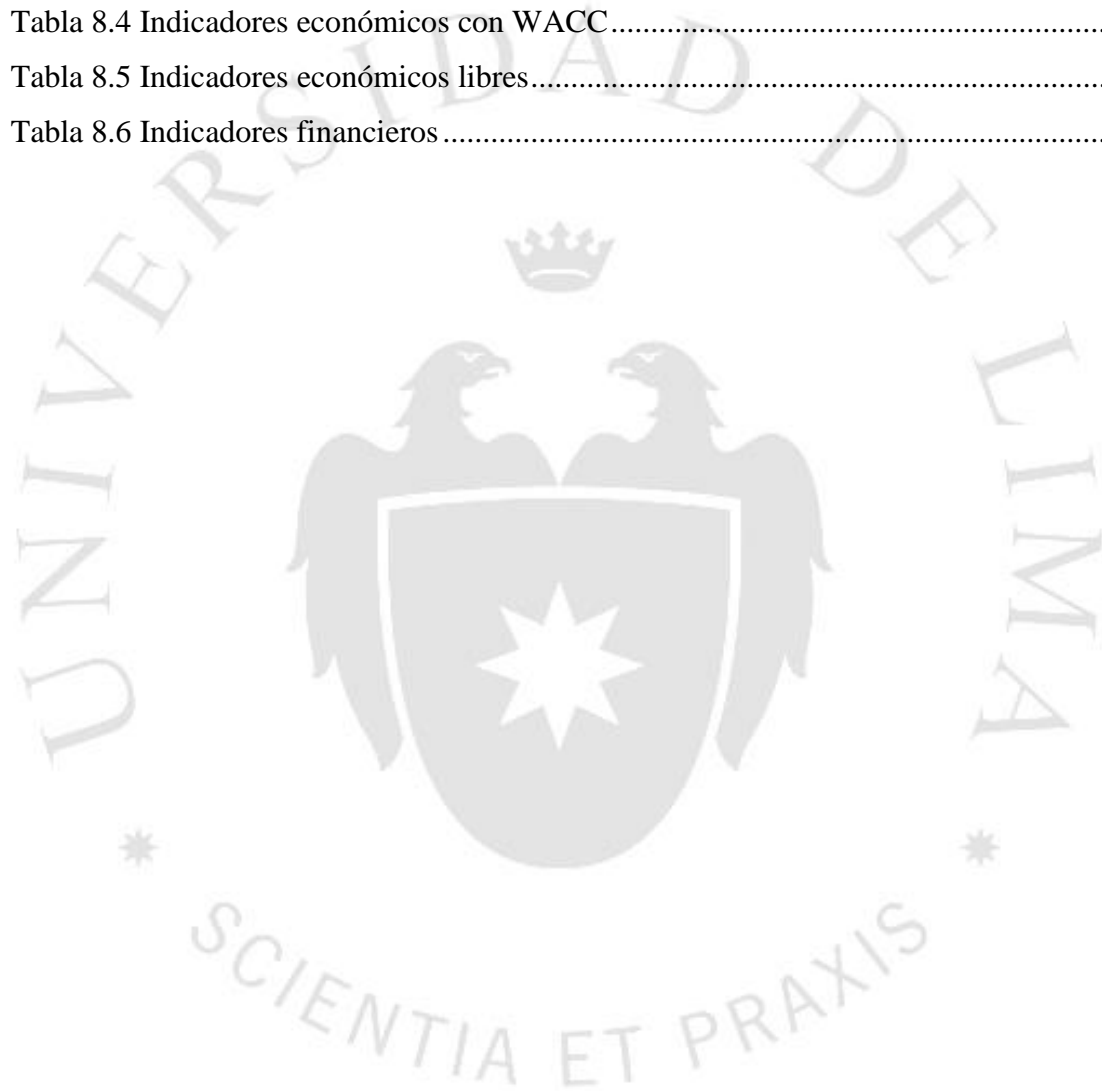 Tabla 8.4 Indicadores económicos con WACC........................................................................
Tabla 8.5 Indicadores económicos libres..................................................................................
Tabla 8.6 Indicadores financieros.............................................................................................
UNIVERSIDAD DE LIMA
SCIENTIA ET PRAXIS